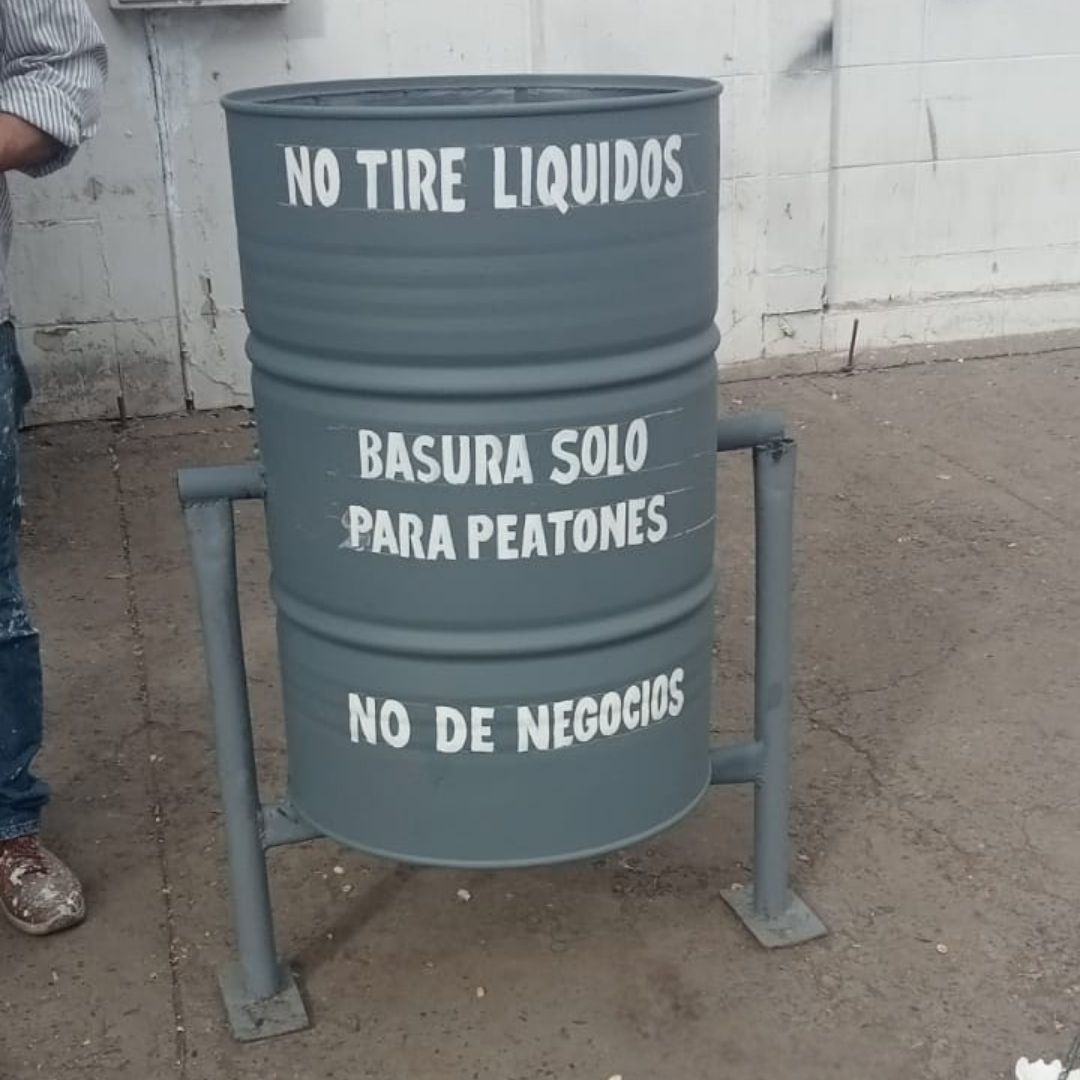 NO TIRE LIQUIDOS
BASURA SOLO
PARA PEATONES
NO DE NEGOCIOS